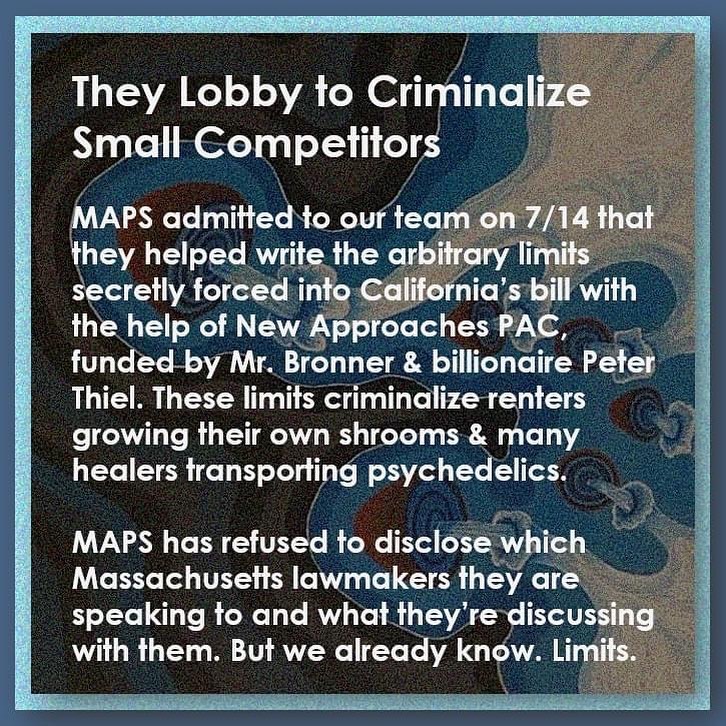 They Lobby to Criminalize
Small Competitors
MAPS admitted to our team on 7/14 that
they helped write the arbitrary limits
secretly forced into California's bill with
the help of New Approaches PAC,
funded by Mr. Bronner & billionaire Peter
Thiel. These limits criminalize renters
growing their own shrooms & many
healers transporting psychedelics.
MAPS has refused to disclose which
Massachusetts lawmakers they are
speaking to and what they're discussing
with them. But we already know. Limits.